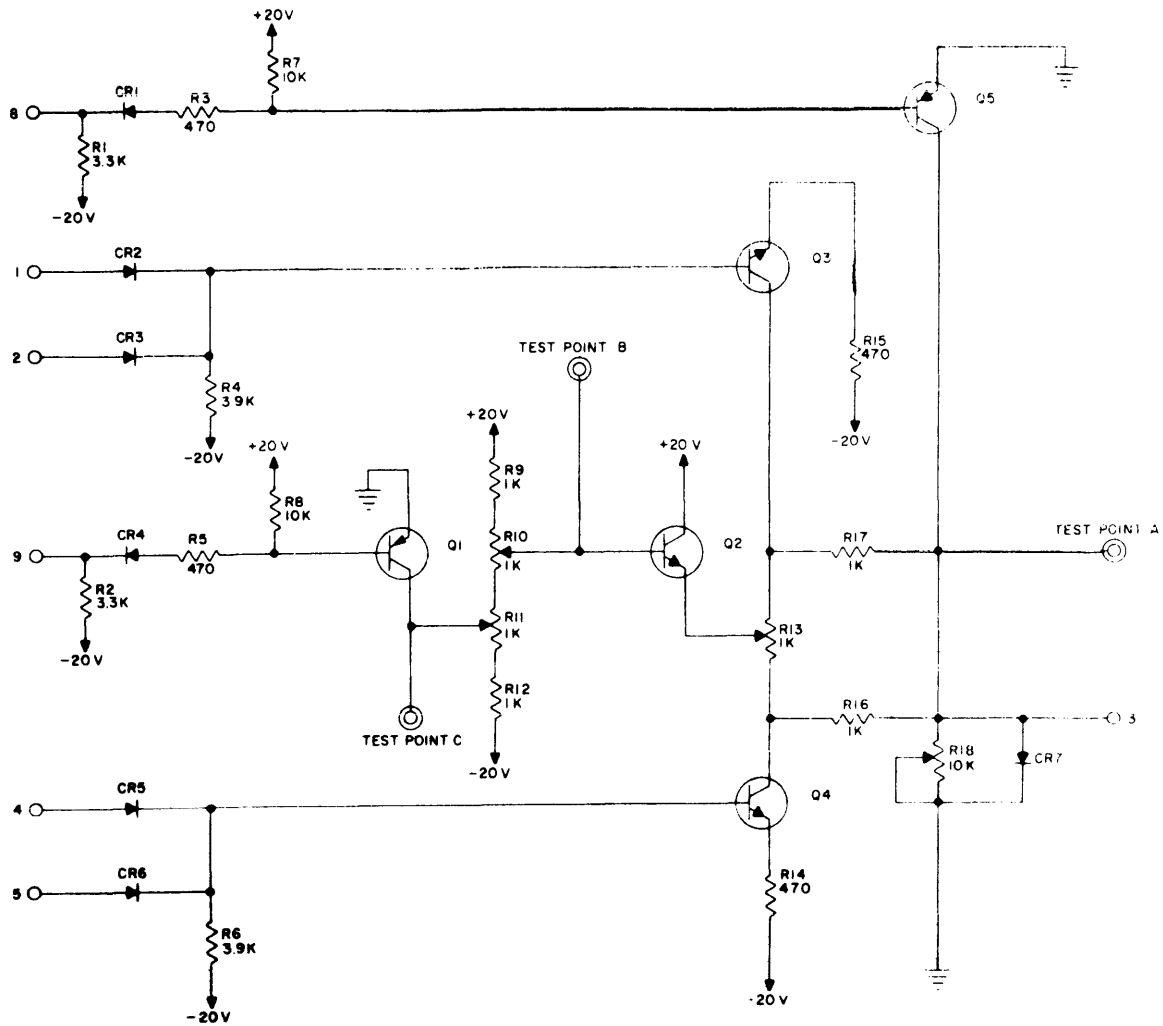 +20V
R7
10K
CR1
R3
470
8
R1
3.3K
-20V
Q5
CR2
1
Q3
CR3
2
R4
3.9K
-20V
TEST POINT B
R15
470
-20V
+20V
R8
10K
+20V
R9
1K
+20V
CR4
R5
470
9
R2
3.3K
-20V
Q1
R10
1K
Q2
R17
1K
TEST POINT A
R11
1K
R13
1K
R12
1K
TEST POINT C
-20V
R16
1K
3
R18
10K
CR7
CR5
4
Q4
CR6
5
R14
470
R6
3.9K
-20V
-20V